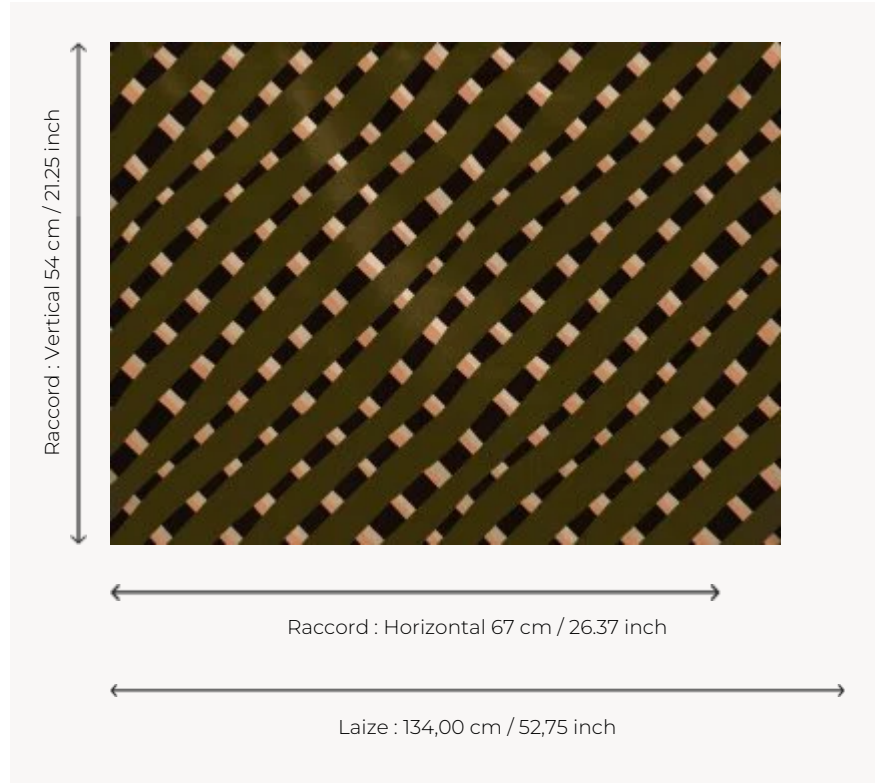 Raccord : Vertical 54 cm / 21.25 inch
Raccord : Horizontal 67 cm / 26.37 inch
Laize : 134,00 cm / 52,75 inch